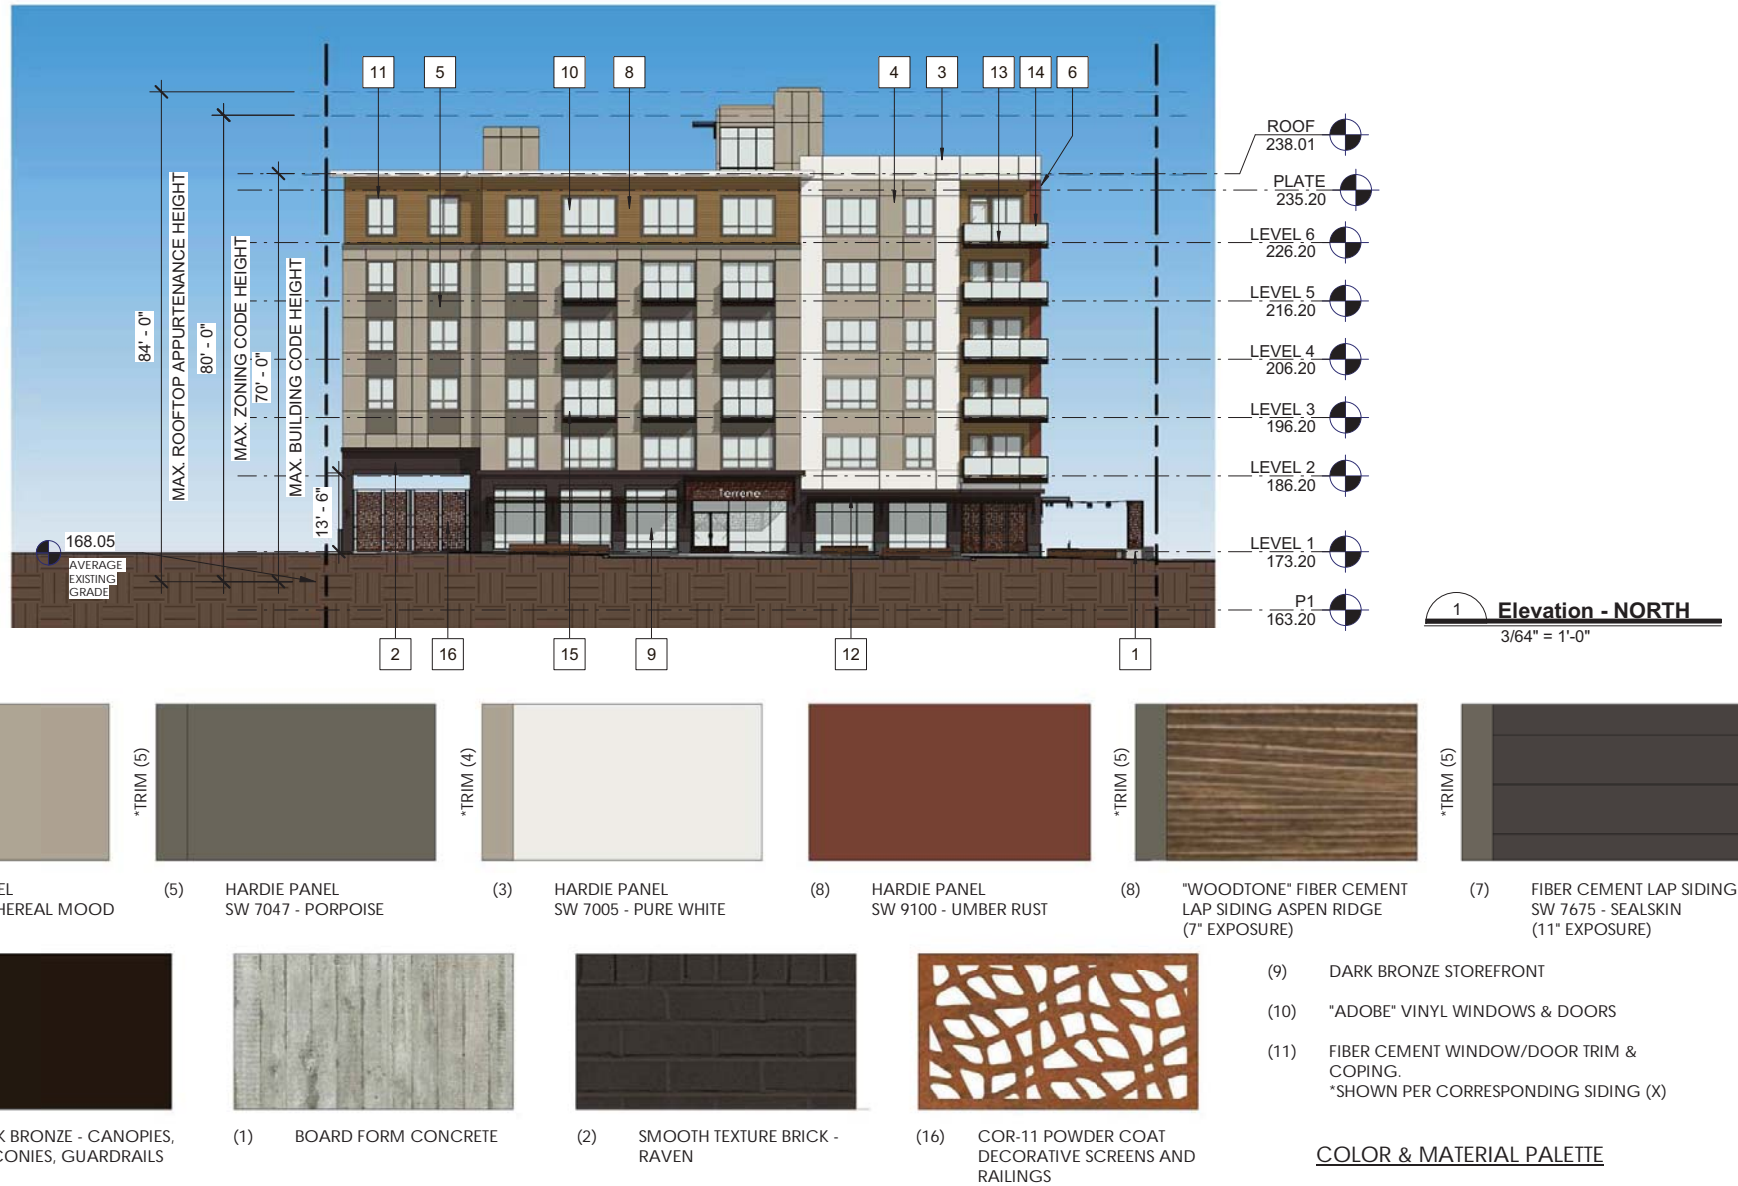 11
5
10
8
4
3
13
14
6
84' - 0"
MAX. ROOFTOP APPURTENANCE HEIGHT
80' - 0"
MAX. ZONING CODE HEIGHT
70' - 0"
MAX. BUILDING CODE HEIGHT
13' - 6"
168.05
AVERAGE
EXISTING
GRADE
Terrene
ROOF
238.01
PLATE
235.20
LEVEL 6
226.20
LEVEL 5
216.20
LEVEL 4
206.20
LEVEL 3
196.20
LEVEL 2
186.20
LEVEL 1
173.20
P1
163.20
1
Elevation - NORTH
3/64" = 1'-0"
2
16
15
9
12
1
*TRIM (5)
*TRIM (4)
*TRIM (5)
*TRIM (5)
EL
HEREAL MOOD
(5) HARDIE PANEL
SW 7047 - PORPOISE
(3) HARDIE PANEL
SW 7005 - PURE WHITE
(8) HARDIE PANEL
SW 9100 - UMBER RUST
(8) "WOODTONE" FIBER CEMENT
LAP SIDING ASPEN RIDGE
(7" EXPOSURE)
(7) FIBER CEMENT LAP SIDING
SW 7675 - SEALSKIN
(11" EXPOSURE)
K BRONZE - CANOPIES,
CONIES, GUARDRAILS
(1) BOARD FORM CONCRETE
(2) SMOOTH TEXTURE BRICK -
RAVEN
(16) COR-11 POWDER COAT
DECORATIVE SCREENS AND
RAILINGS
(9) DARK BRONZE STOREFRONT
(10) "ADOBE" VINYL WINDOWS & DOORS
(11) FIBER CEMENT WINDOW/DOOR TRIM &
COPING.
*SHOWN PER CORRESPONDING SIDING (X)
COLOR & MATERIAL PALETTE